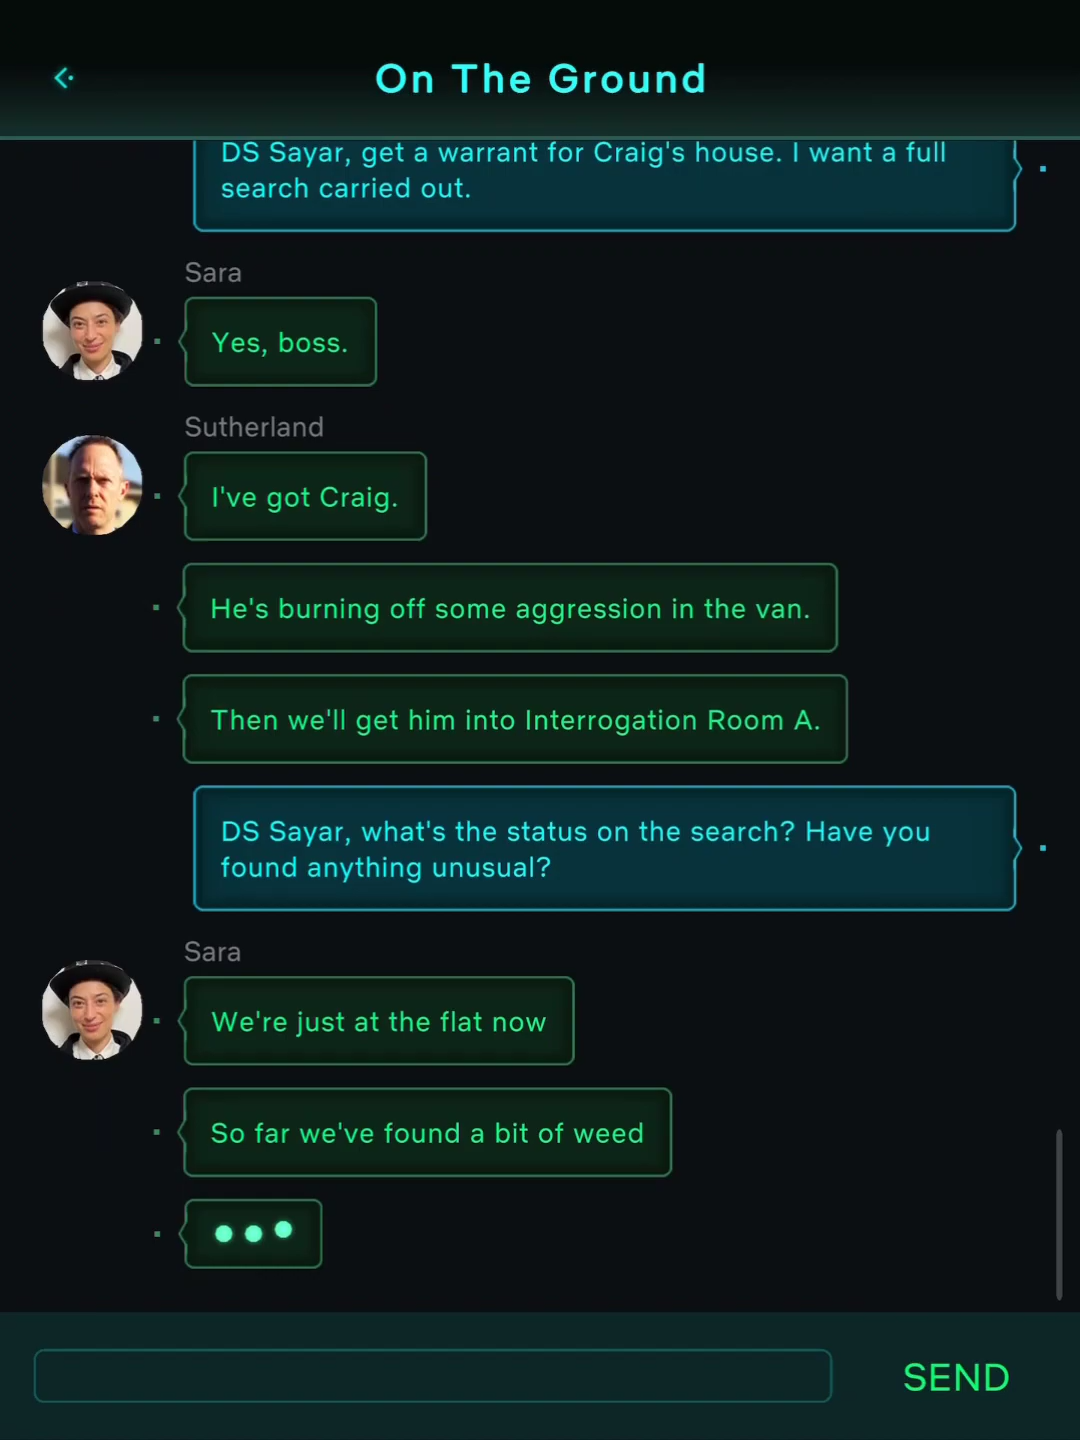 On The Ground
DS Sayar, get a warrant for Craig's house. I want a full
search carried out.
Sara
Yes, boss.
Sutherland
I've got Craig.
He's burning off some aggression in the van.
Then we'll get him into Interrogation Room A.
DS Sayar, what's the status on the search? Have you
found anything unusual?
Sara
We're just at the flat now
So far we've found a bit of weed
SEND